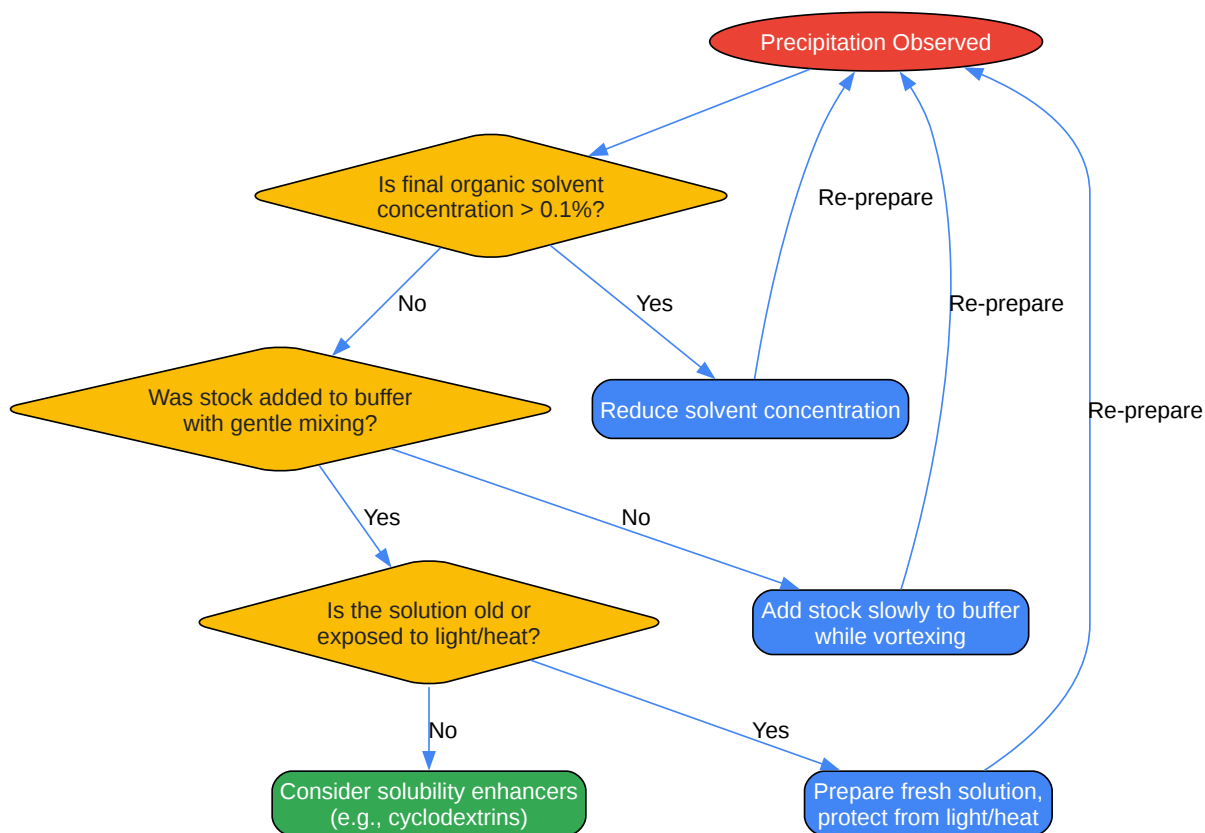 Precipitation Observed
Is final organic solvent
concentration > 0.1%?
Re-prepare
No
Yes
Re-prepare
Was stock added to buffer
with gentle mixing?
Reduce solvent concentration
Re-prepare
Yes
No
Is the solution old or
exposed to light/heat?
Add stock slowly to buffer
while vortexing
No
Yes
Consider solubility enhancers
(e.g., cyclodextrins)
Prepare fresh solution,
protect from light/heat